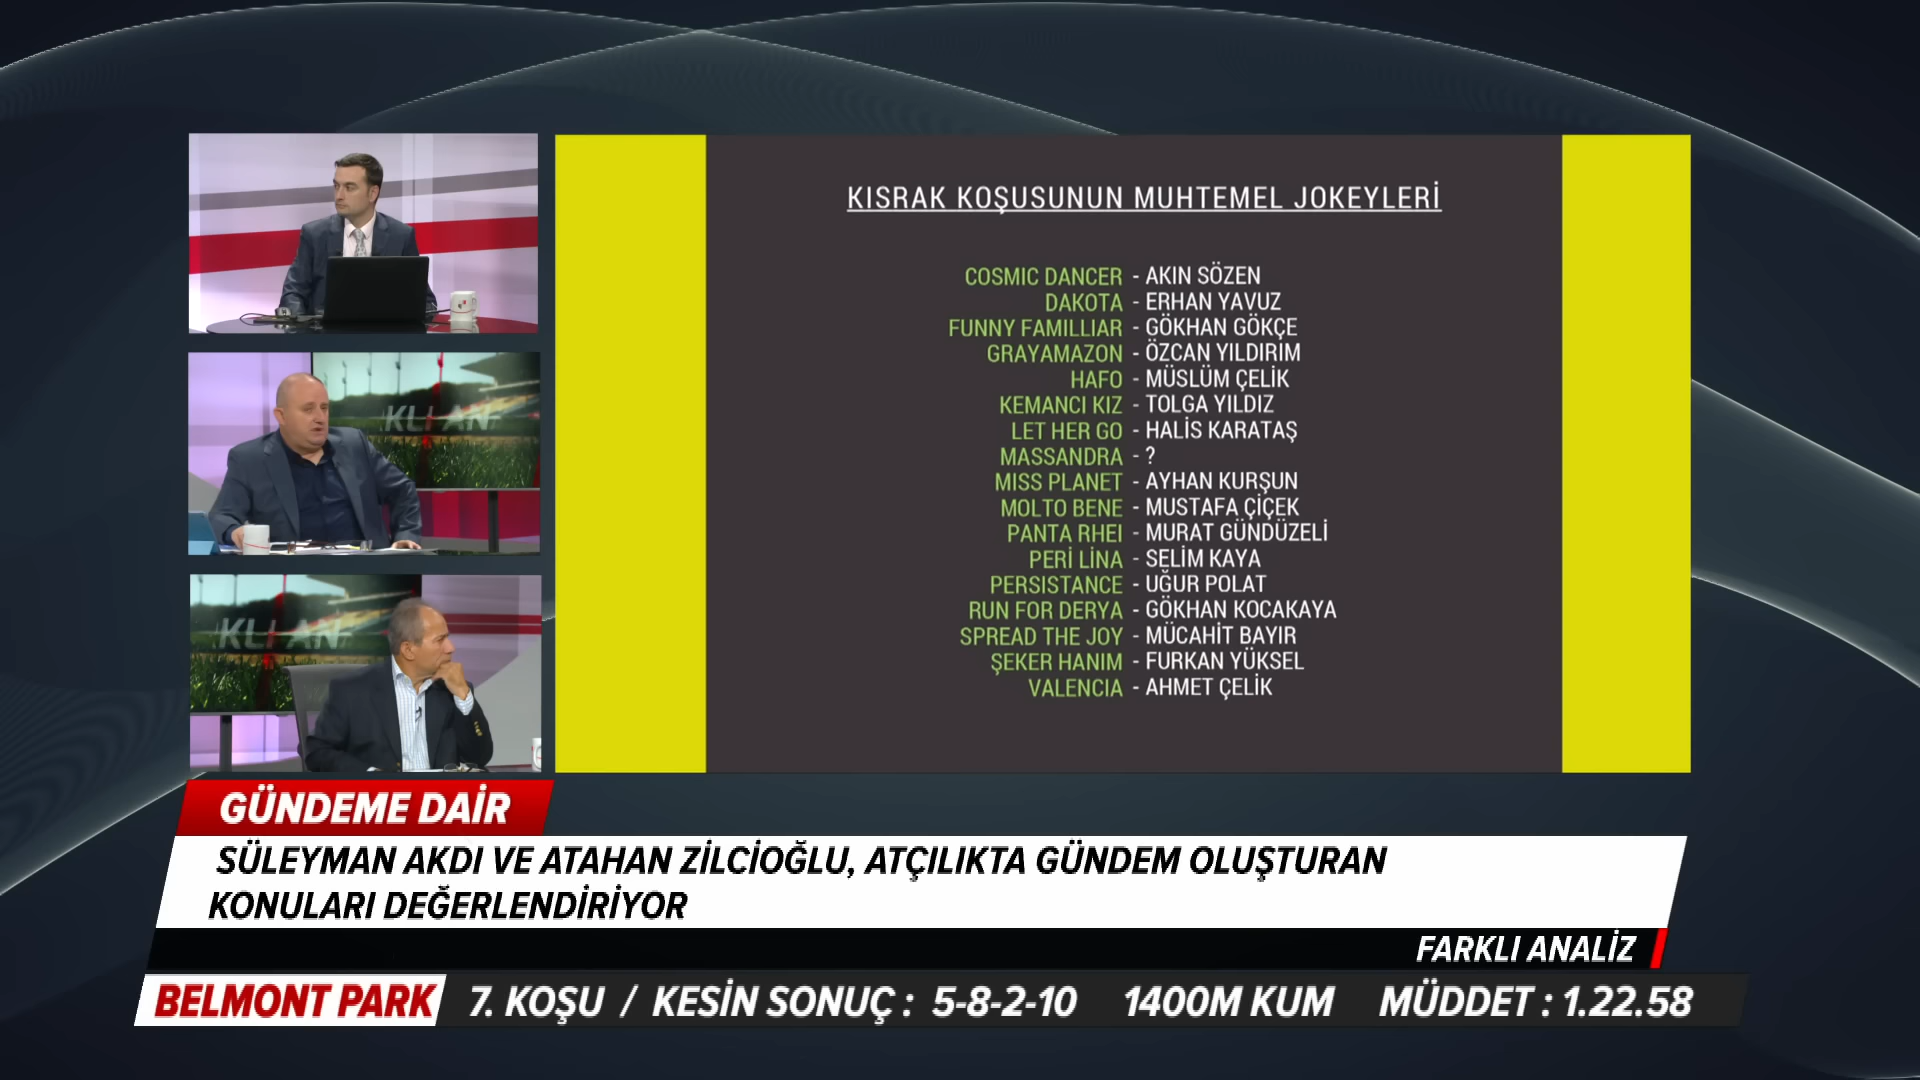 KISRAK KOŞUSUNUN MUHTEMEL JOKEYLERİ
COSMIC DANCER - AKIN SÖZEN
DAKOTA - ERHAN YAVUZ
FUNNY FAMILLIAR - GÖKHAN GÖKÇE
GRAYAMAZON - ÖZCAN YILDIRIM
HAFO - MÜSLÜM ÇELİK
KEMANCI KIZ - TOLGA YILDIZ
LET HER GO - HALİS KARATAŞ
MASSANDRA - ?
MISS PLANET - AYHAN KURŞUN
MOLTO BENE - MUSTAFA ÇİÇEK
PANTA RHEI - MURAT GÜNDÜZELİ
PERİ LİNA - SELİM KAYA
PERSISTANCE - UĞUR POLAT
RUN FOR DERYA - GÖKHAN KOCAKAYA
SPREAD THE JOY - MÜCAHİT BAYIR
ŞEKER HANIM - FURKAN YÜKSEL
VALENCIA - AHMET ÇELİK
KLI AN
KLI AN
GÜNDEME DAİR
SÜLEYMAN AKDI VE ATAHAN ZİLCİOĞLU, ATÇILIKTA GÜNDEM OLUŞTURAN
KONULARI DEĞERLENDİRİYOR
FARKLI ANALİZ
BELMONT PARK 7. KOŞU / KESİN SONUÇ : 5-8-2-10 1400M KUM MÜDDET : 1.22.58